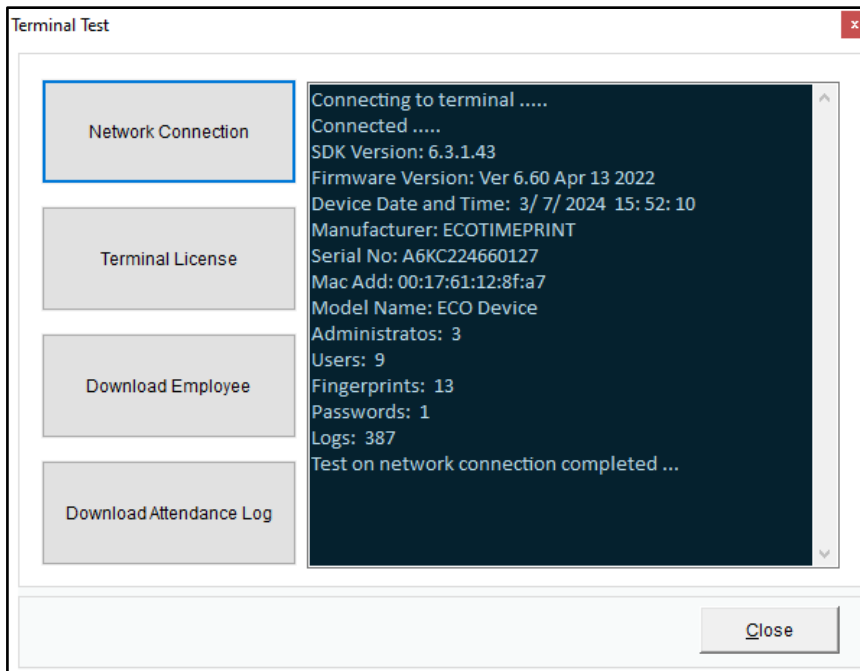 Terminal Test
x
Network Connection
Terminal License
Download Employee
Download Attendance Log
Connecting to terminal .....
Connected .....
SDK Version: 6.3.1.43
Firmware Version: Ver 6.60 Apr 13 2022
Device Date and Time:  3/ 7/ 2024  15: 52: 10
Manufacturer: ECOTIMEPRINT
Serial No: A6KC224660127
Mac Add: 00:17:61:12:8f:a7
Model Name: ECO Device
Administratos:  3
Users:  9
Fingerprints:  13
Passwords:  1
Logs:  387
Test on network connection completed ...
Close